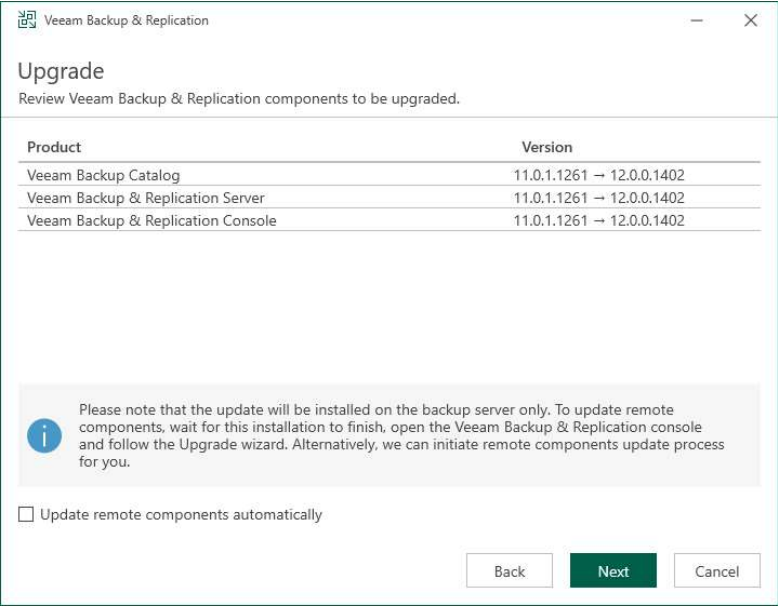 Veeam Backup & Replication
Upgrade
Review Veeam Backup & Replication components to be upgraded.
Product Version
Veeam Backup Catalog 11.0.1.1261 → 12.0.0.1402
Veeam Backup & Replication Server 11.0.1.1261 → 12.0.0.1402
Veeam Backup & Replication Console 11.0.1.1261 → 12.0.0.1402
Please note that the update will be installed on the backup server only. To update remote
components, wait for this installation to finish, open the Veeam Backup & Replication console
and follow the Upgrade wizard. Alternatively, we can initiate remote components update process
for you.
Update remote components automatically
Back Next Cancel